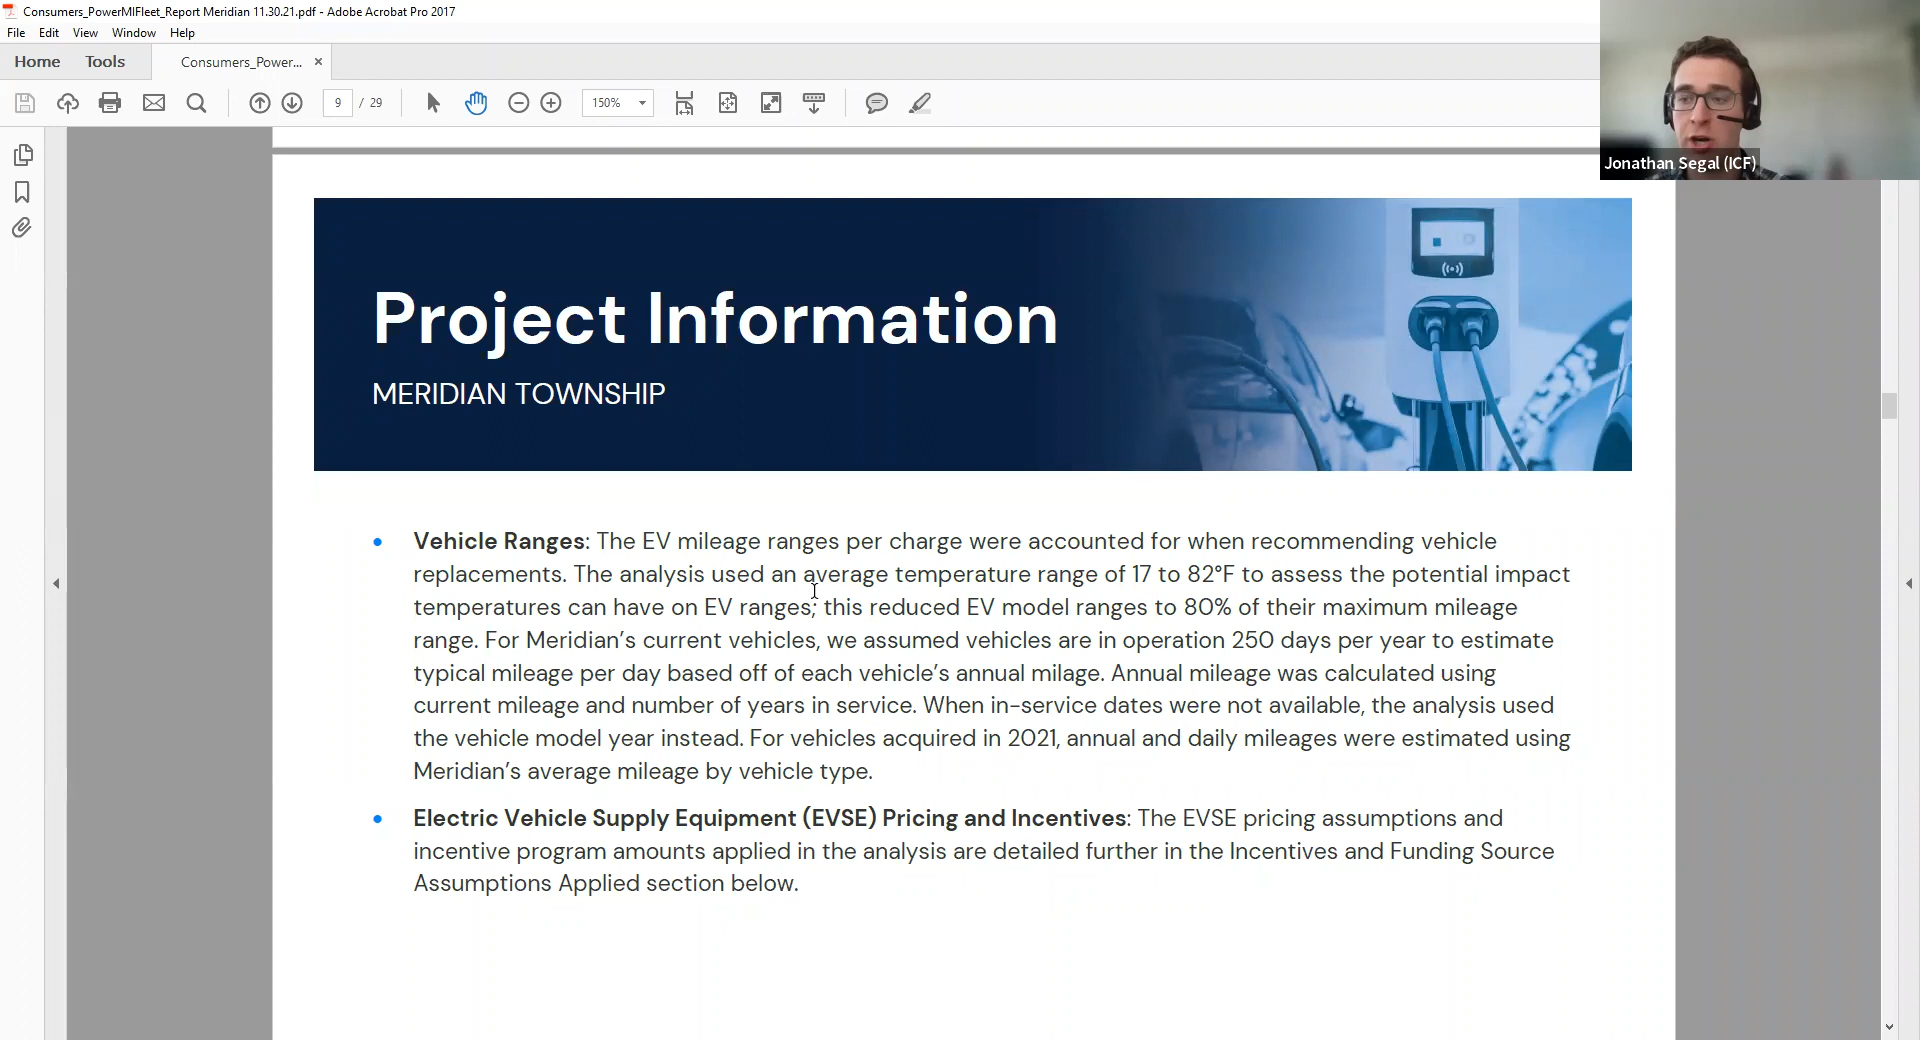 Consumers_PowerMIFleet_Report Meridian 11.30.21.pdf - Adobe Acrobat Pro 2017
File Edit View Window Help
Home Tools Consumers_Power... ×
9 / 29 150%
Jonathan Segal (ICF)
Project Information
MERIDIAN TOWNSHIP
• Vehicle Ranges: The EV mileage ranges per charge were accounted for when recommending vehicle
replacements. The analysis used an average temperature range of 17 to 82°F to assess the potential impact
temperatures can have on EV ranges; this reduced EV model ranges to 80% of their maximum mileage
range. For Meridian’s current vehicles, we assumed vehicles are in operation 250 days per year to estimate
typical mileage per day based off of each vehicle’s annual milage. Annual mileage was calculated using
current mileage and number of years in service. When in-service dates were not available, the analysis used
the vehicle model year instead. For vehicles acquired in 2021, annual and daily mileages were estimated using
Meridian’s average mileage by vehicle type.
• Electric Vehicle Supply Equipment (EVSE) Pricing and Incentives: The EVSE pricing assumptions and
incentive program amounts applied in the analysis are detailed further in the Incentives and Funding Source
Assumptions Applied section below.